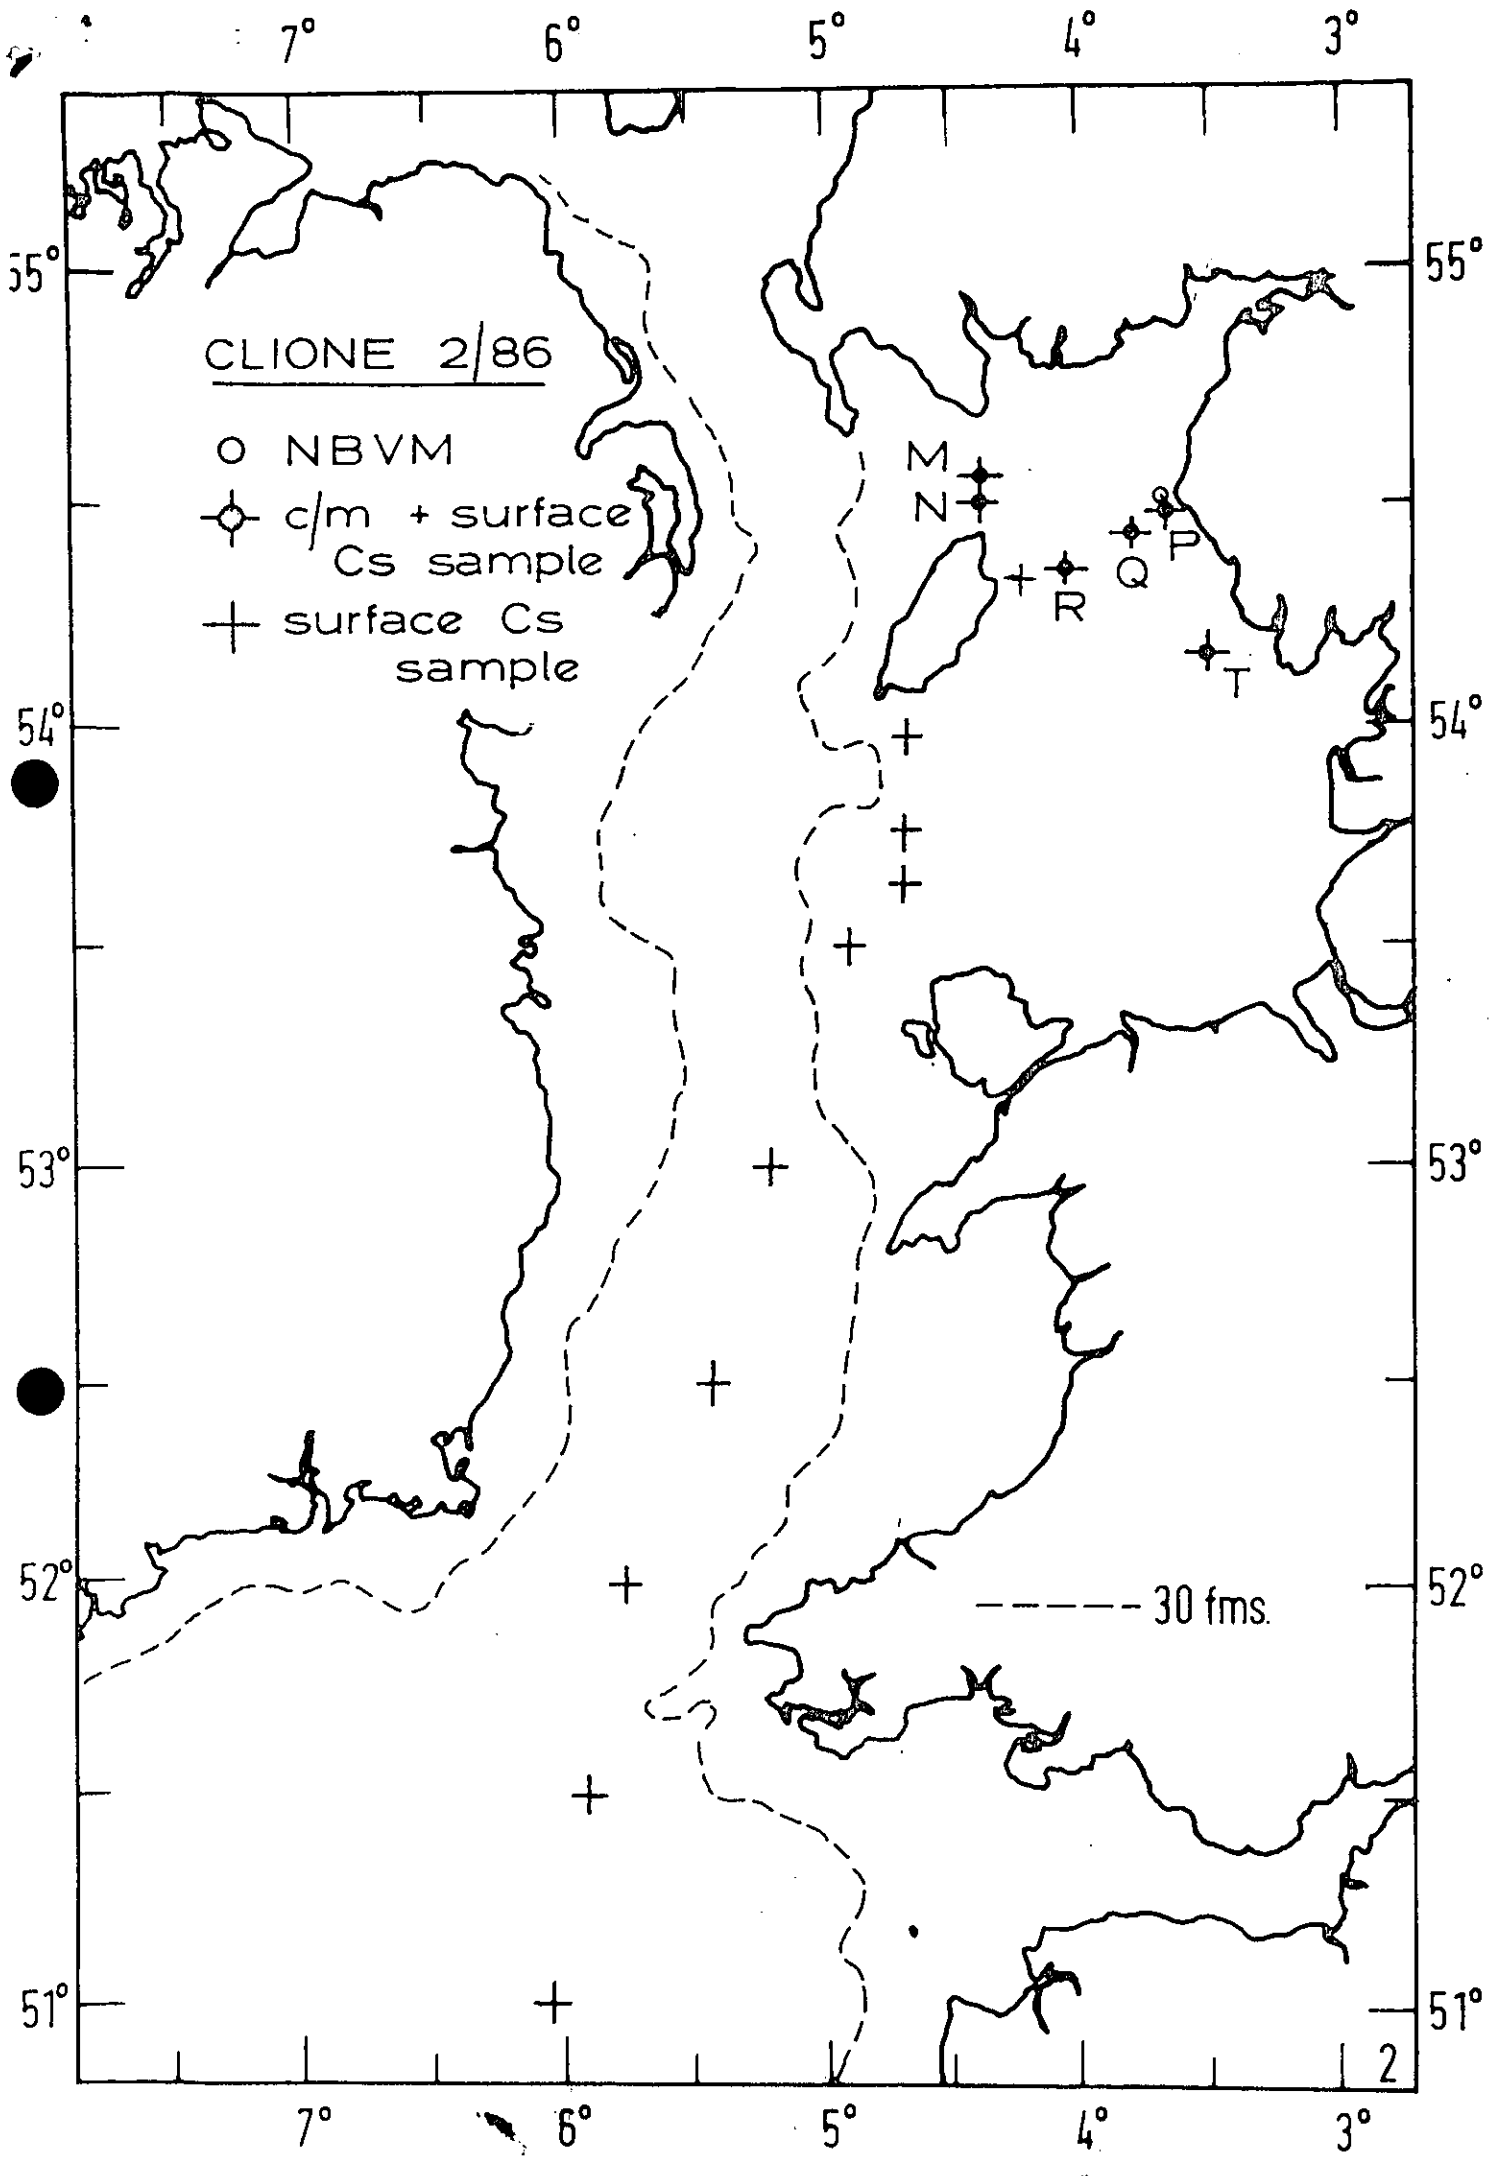 7° 6° 5° 4° 3°
55° 55°
CLIONE 2/86
NBVM
c/m + surface
Cs sample
surface Cs
sample
M
N
P
Q
R
T
54° 54°
53° 53°
52° 52°
30 fms.
51° 51°
2
7° 6° 5° 4° 3°